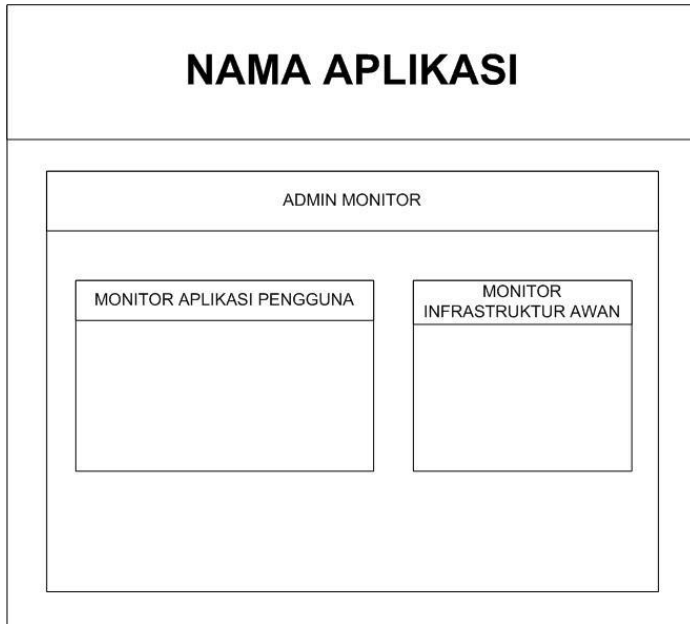 NAMA APLIKASI
ADMIN MONITOR
MONITOR APLIKASI PENGGUNA
MONITOR
INFRASTRUKTUR AWAN